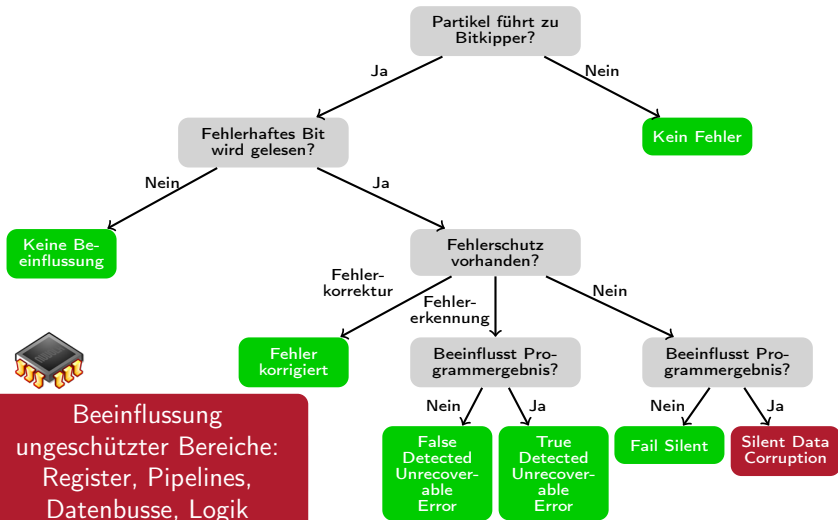 Partikel führt zu
Bitkipper?
Ja
Nein
Fehlerhaftes Bit
wird gelesen?
Kein Fehler
Nein
Ja
Keine Be-
einflussung
Fehlerschutz
vorhanden?
Fehler-
korrektur
Fehler-
erkennung
Nein
Fehler
korrigiert
Beeinflusst Pro-
grammergebnis?
Beeinflusst Pro-
grammergebnis?
Nein
Ja
Nein
Ja
False
Detected
Unrecover-
able
Error
True
Detected
Unrecover-
able
Error
Fail Silent
Silent Data
Corruption
Beeinflussung
ungeschützter Bereiche:
Register, Pipelines,
Datenbusse, Logik